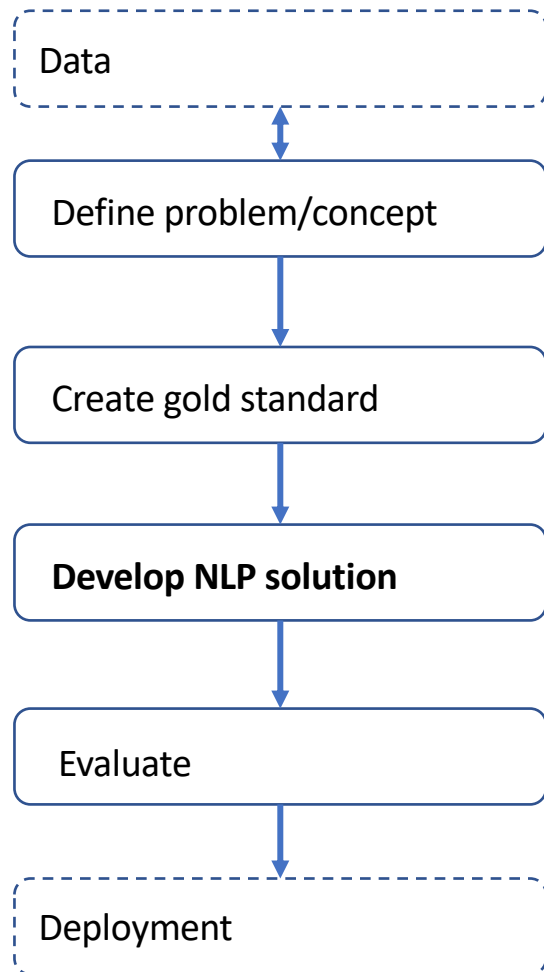 Data
Define problem/concept
Create gold standard
Develop NLP solution
Evaluate
Deployment